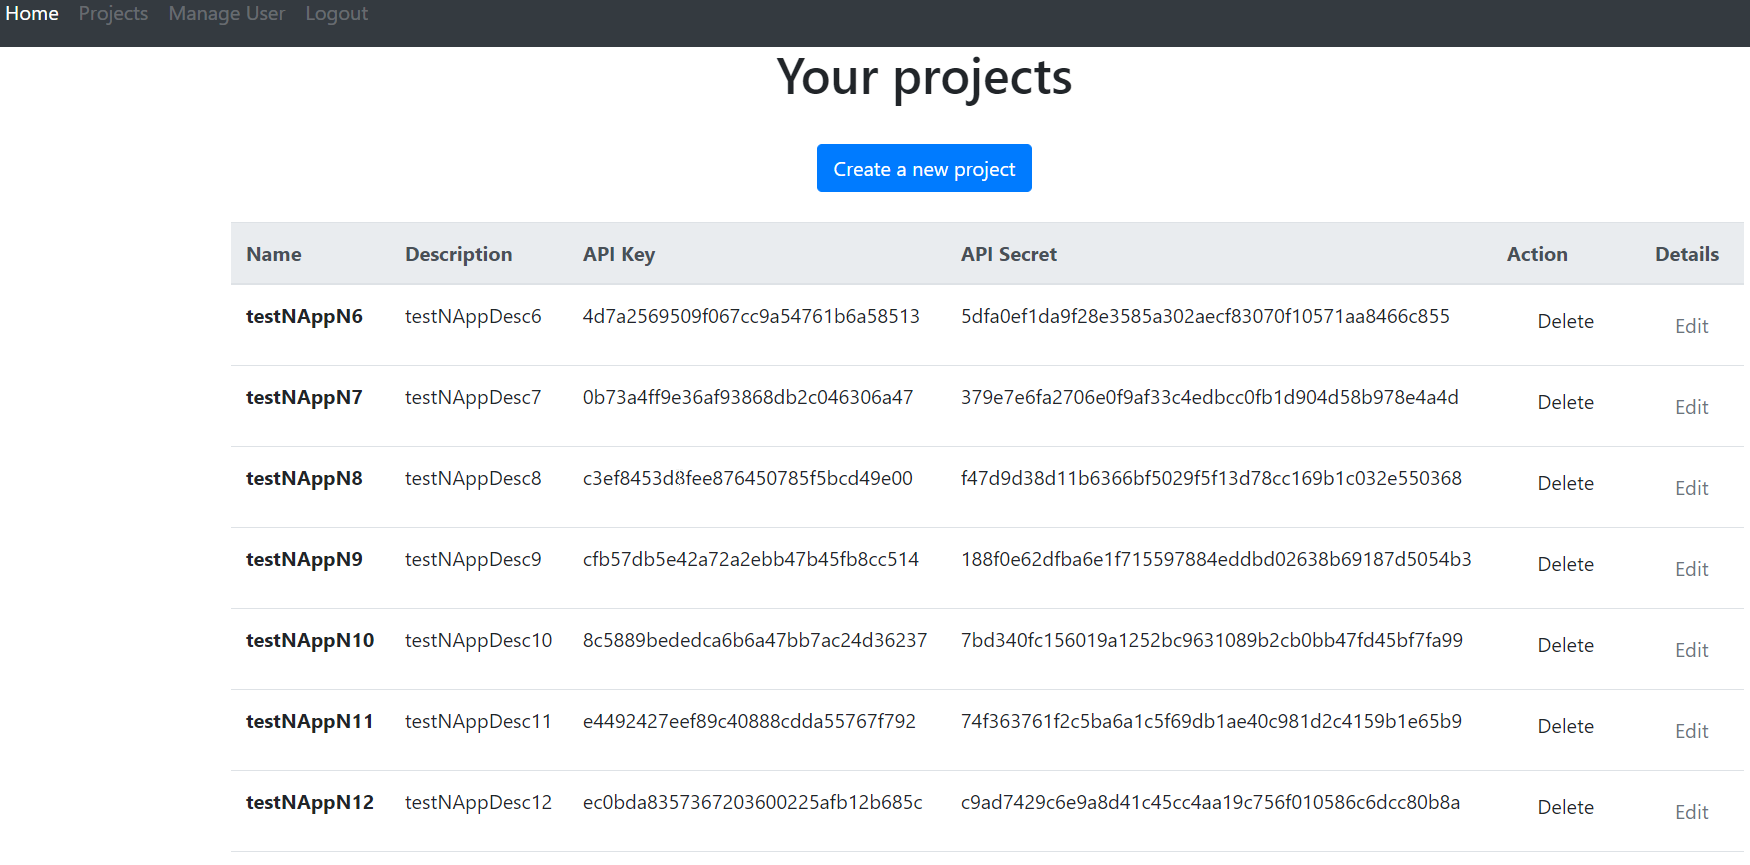 Home Projects Manage User Logout
Your projects
Create a new project
Name Description API Key API Secret Action Details
testNAppN6 testNAppDesc6 4d7a2569509f067cc9a54761b6a58513 5dfa0ef1da9f28e3585a302aecf83070f10571aa8466c855 Delete Edit
testNAppN7 testNAppDesc7 0b73a4ff9e36af93868db2c046306a47 379e7e6fa2706e0f9af33c4edbcc0fb1d904d58b978e4a4d Delete Edit
testNAppN8 testNAppDesc8 c3ef8453d8fee876450785f5bcd49e00 f47d9d38d11b6366bf5029f5f13d78cc169b1c032e550368 Delete Edit
testNAppN9 testNAppDesc9 cfb57db5e42a72a2ebb47b45fb8cc514 188f0e62dfba6e1f715597884eddbd02638b69187d5054b3 Delete Edit
testNAppN10 testNAppDesc10 8c5889bededca6b6a47bb7ac24d36237 7bd340fc156019a1252bc9631089b2cb0bb47fd45bf7fa99 Delete Edit
testNAppN11 testNAppDesc11 e4492427eef89c40888cdda55767f792 74f363761f2c5ba6a1c5f69db1ae40c981d2c4159b1e65b9 Delete Edit
testNAppN12 testNAppDesc12 ec0bda8357367203600225afb12b685c c9ad7429c6e9a8d41c45cc4aa19c756f010586c6dcc80b8a Delete Edit